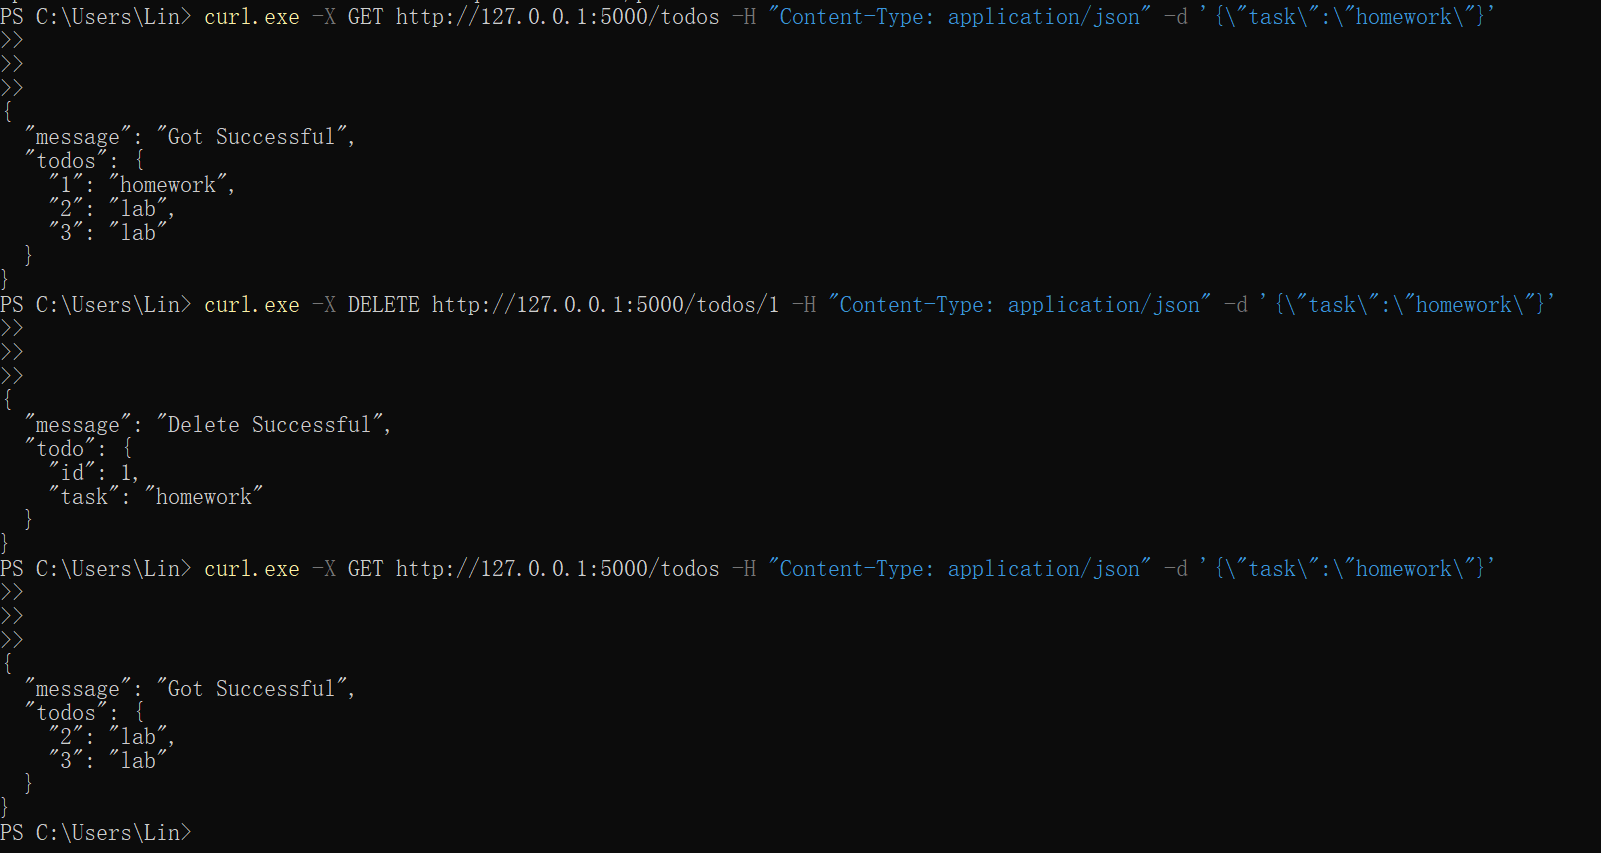 PS C:\Users\Lin> curl.exe -X GET http://127.0.0.1:5000/todos -H "Content-Type: application/json" -d '{\"task\":\"homework\"}'
>>
>>
>>
{
  "message": "Got Successful",
  "todos": {
    "1": "homework",
    "2": "lab",
    "3": "lab"
  }
}
PS C:\Users\Lin> curl.exe -X DELETE http://127.0.0.1:5000/todos/1 -H "Content-Type: application/json" -d '{\"task\":\"homework\"}'
>>
>>
>>
{
  "message": "Delete Successful",
  "todo": {
    "id": 1,
    "task": "homework"
  }
}
PS C:\Users\Lin> curl.exe -X GET http://127.0.0.1:5000/todos -H "Content-Type: application/json" -d '{\"task\":\"homework\"}'
>>
>>
>>
{
  "message": "Got Successful",
  "todos": {
    "2": "lab",
    "3": "lab"
  }
}
PS C:\Users\Lin>